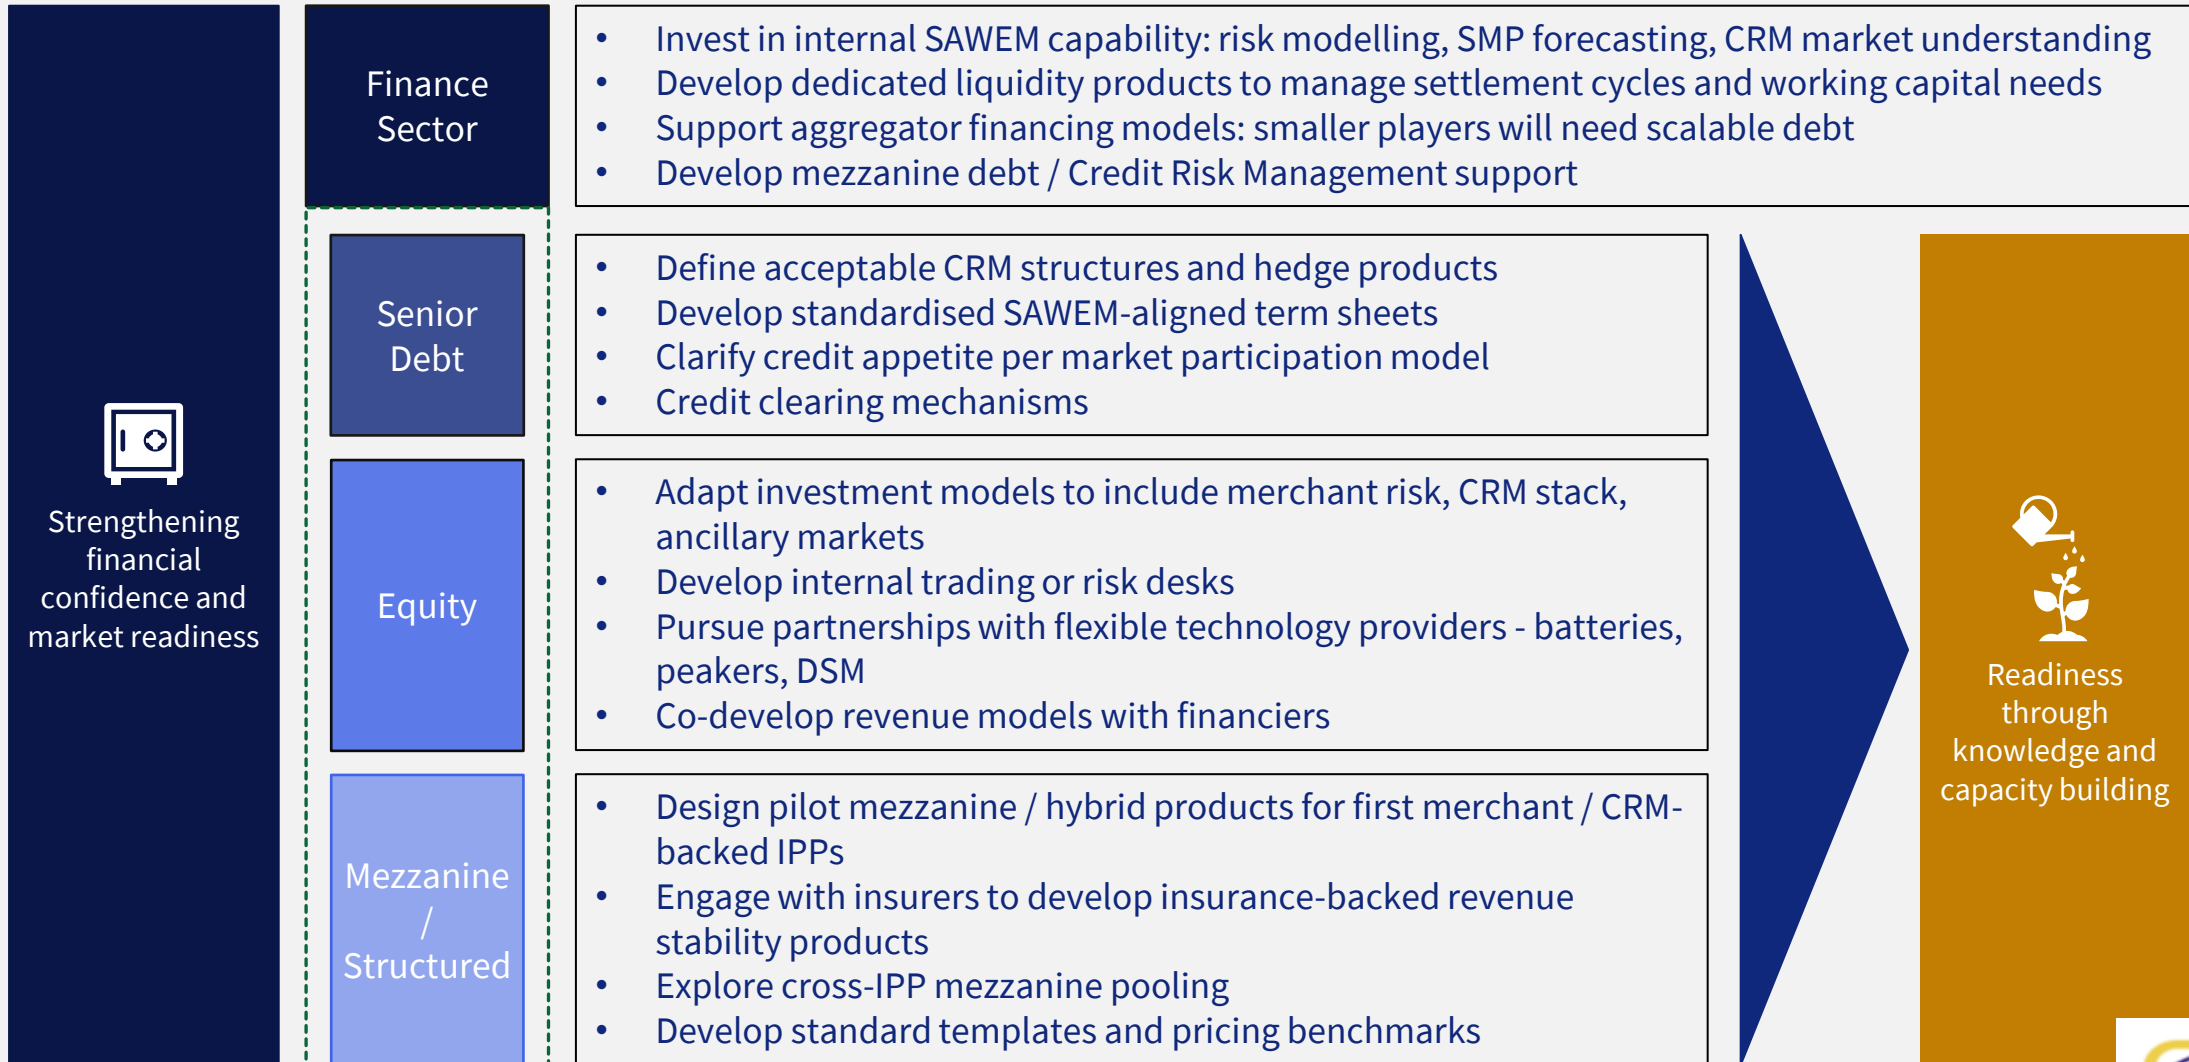 Strengthening
financial
confidence and
market readiness
Finance
Sector
• Invest in internal SAWEM capability: risk modelling, SMP forecasting, CRM market understanding
• Develop dedicated liquidity products to manage settlement cycles and working capital needs
• Support aggregator financing models: smaller players will need scalable debt
• Develop mezzanine debt / Credit Risk Management support
Senior
Debt
• Define acceptable CRM structures and hedge products
• Develop standardised SAWEM-aligned term sheets
• Clarify credit appetite per market participation model
• Credit clearing mechanisms
Equity
• Adapt investment models to include merchant risk, CRM stack,
ancillary markets
• Develop internal trading or risk desks
• Pursue partnerships with flexible technology providers - batteries,
peakers, DSM
• Co-develop revenue models with financiers
Mezzanine
/
Structured
• Design pilot mezzanine / hybrid products for first merchant / CRM-
backed IPPs
• Engage with insurers to develop insurance-backed revenue
stability products
• Explore cross-IPP mezzanine pooling
• Develop standard templates and pricing benchmarks
Readiness
through
knowledge and
capacity building